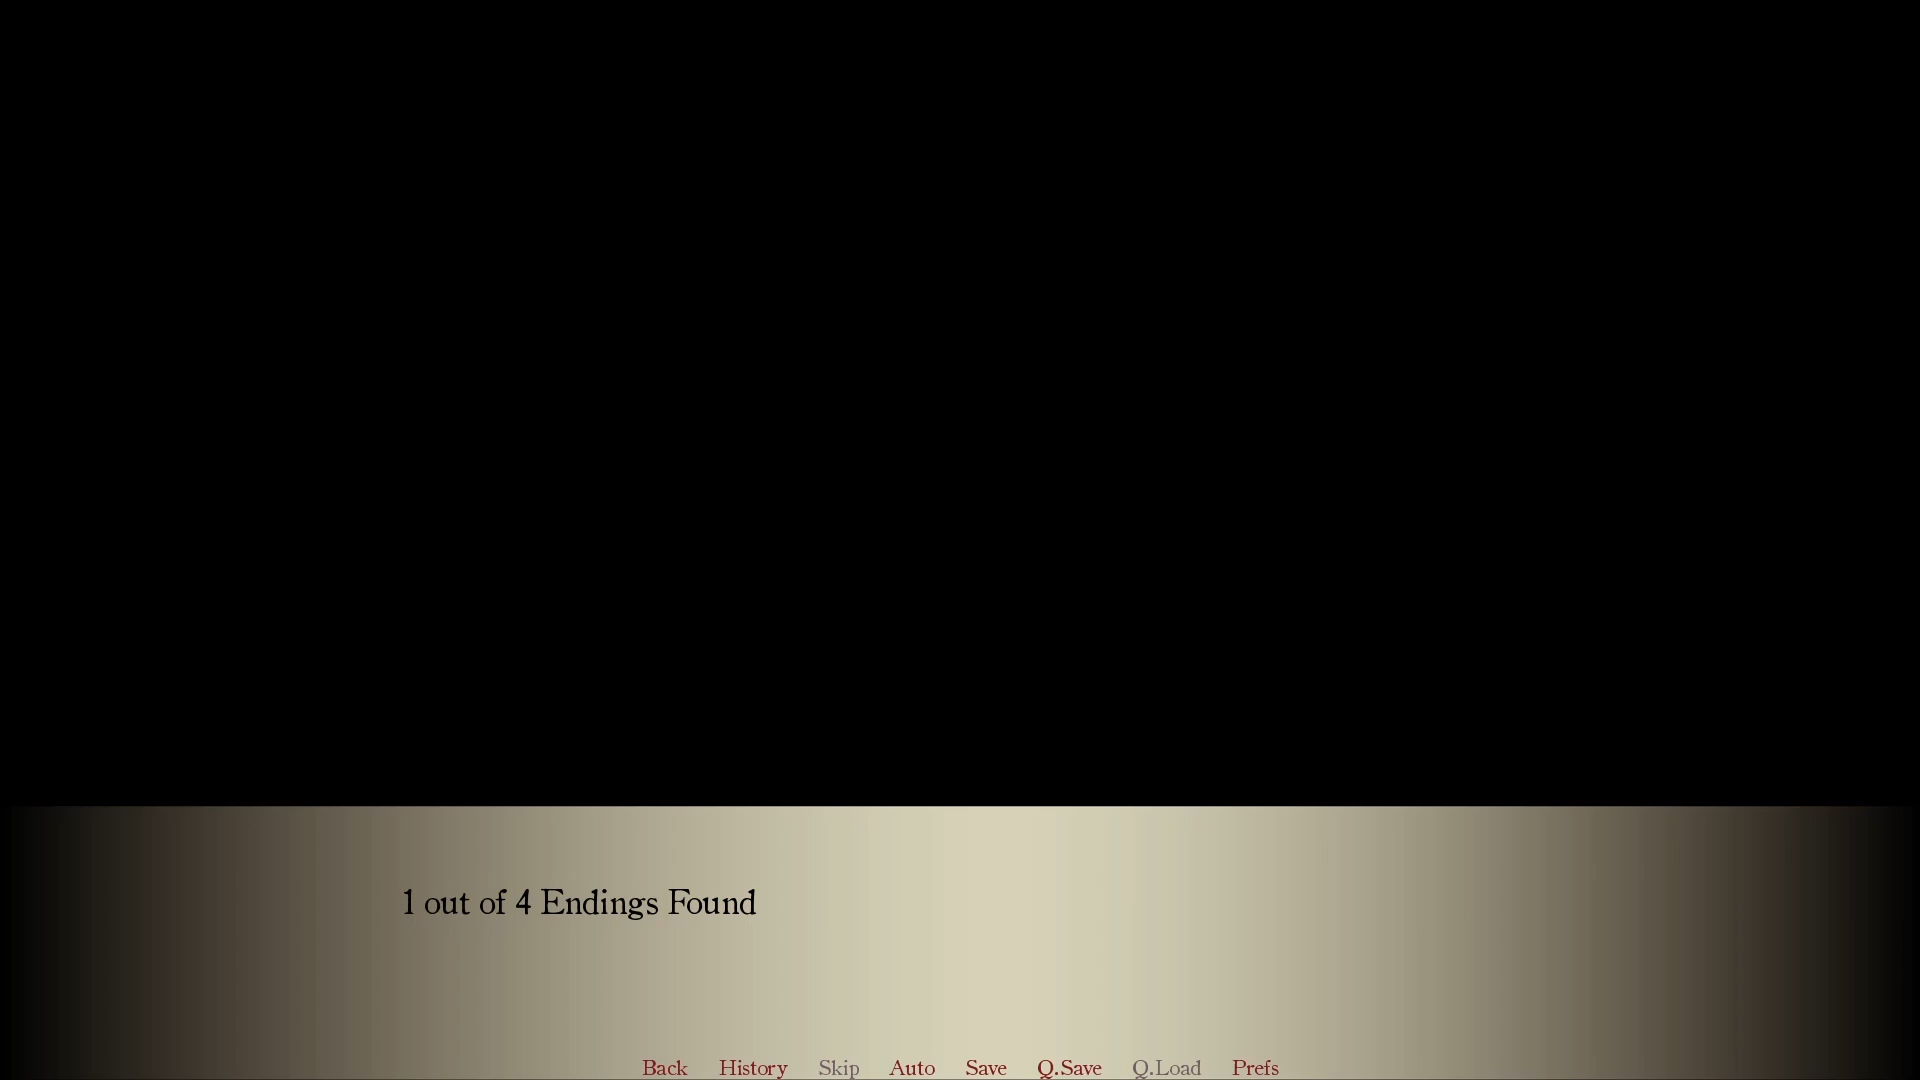 1 out of 4 Endings Found
Back History Skip Auto Save Q.Save Q.Load Prefs